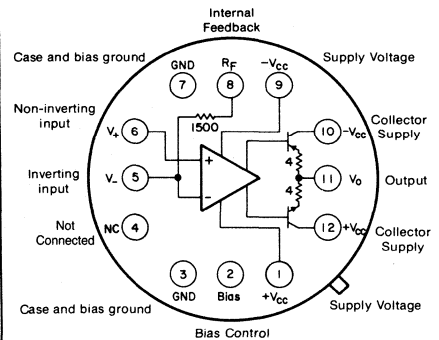 Internal
Feedback
Case and bias ground
Supply Voltage
GND
RF
-Vcc
7
8
9
1500
Non-inverting
input
V+
6
+
10
-Vcc
Collector
Supply
4
Inverting
input
V-
5
-
11
Vo
Output
4
Not
Connected
NC
4
12
+Vcc
Collector
Supply
3
2
1
GND
Bias
+Vcc
Case and bias ground
Supply Voltage
Bias Control